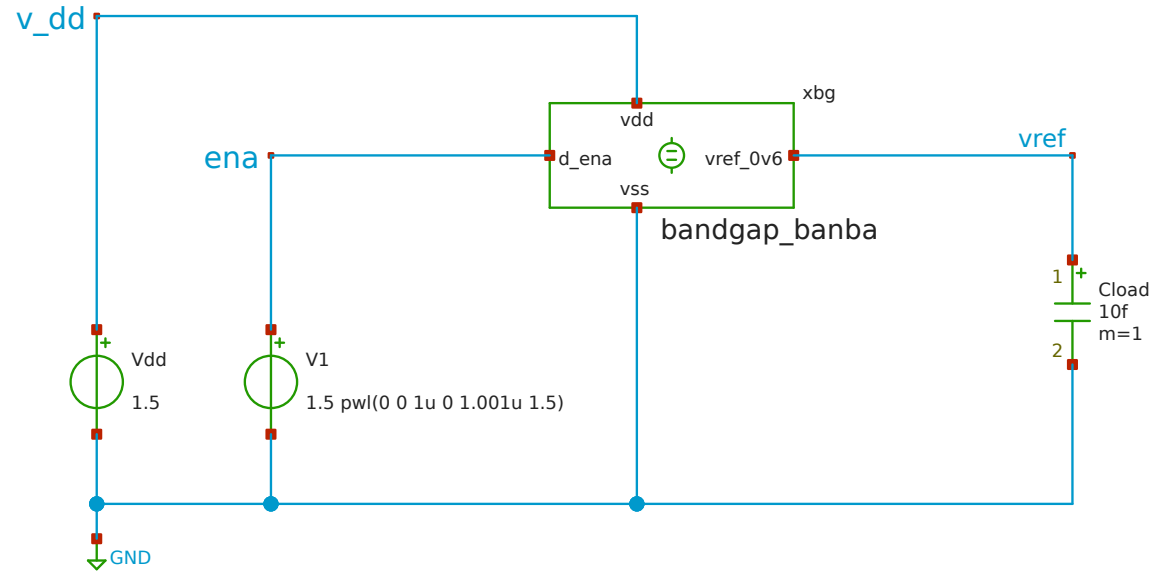 v_dd
xbg
vdd
ena
d_ena
vref_0v6
vref
vss
bandgap_banba
1
+
Cload
10f
m=1
2
+
Vdd
1.5
+
V1
1.5 pwl(0 0 1u 0 1.001u 1.5)
GND